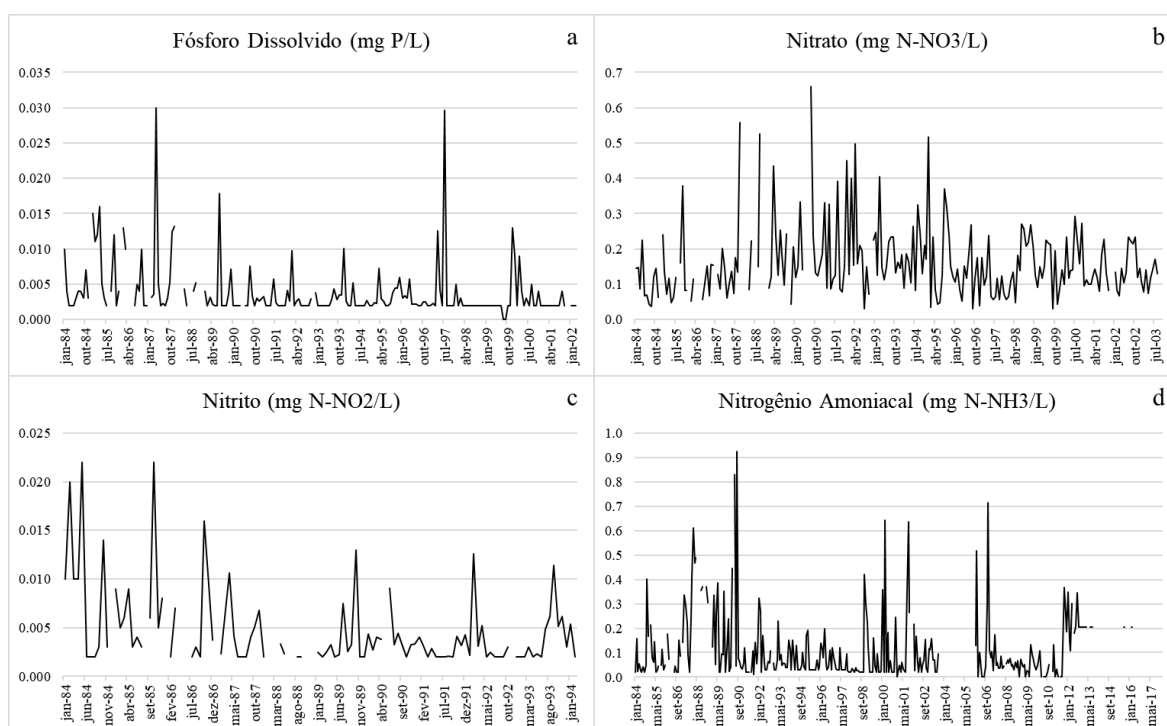 Fósforo Dissolvido (mg P/L)
a
0.035
0.030
0.025
0.020
0.015
0.010
0.005
0.000
jan-84
out-84
jul-85
abr-86
jan-87
out-87
jul-88
abr-89
jan-90
out-90
jul-91
abr-92
jan-93
out-93
jul-94
abr-95
jan-96
out-96
jul-97
abr-98
jan-99
out-99
jul-00
abr-01
jan-02
Nitrato (mg N-NO3/L)
b
0.7
0.6
0.5
0.4
0.3
0.2
0.1
0.0
jan-84
out-84
jul-85
abr-86
jan-87
out-87
jul-88
abr-89
jan-90
out-90
jul-91
abr-92
jan-93
out-93
jul-94
abr-95
jan-96
out-96
jul-97
abr-98
jan-99
out-99
jul-00
abr-01
jan-02
out-02
jul-03
Nitrito (mg N-NO2/L)
c
0.025
0.020
0.015
0.010
0.005
0.000
jan-84
jun-84
nov-84
abr-85
set-85
fev-86
jul-86
dez-86
mai-87
out-87
mar-88
ago-88
jan-89
jun-89
nov-89
abr-90
set-90
fev-91
jul-91
dez-91
mai-92
out-92
mar-93
ago-93
jan-94
Nitrogênio Amoniacal (mg N-NH3/L)
d
1.0
0.9
0.8
0.7
0.6
0.5
0.4
0.3
0.2
0.1
0.0
jan-84
mai-85
set-86
jan-88
mai-89
set-90
jan-92
mai-93
set-94
jan-96
mai-97
set-98
jan-00
mai-01
set-02
jan-04
mai-05
set-06
jan-08
mai-09
set-10
jan-12
mai-13
set-14
jan-16
mai-17